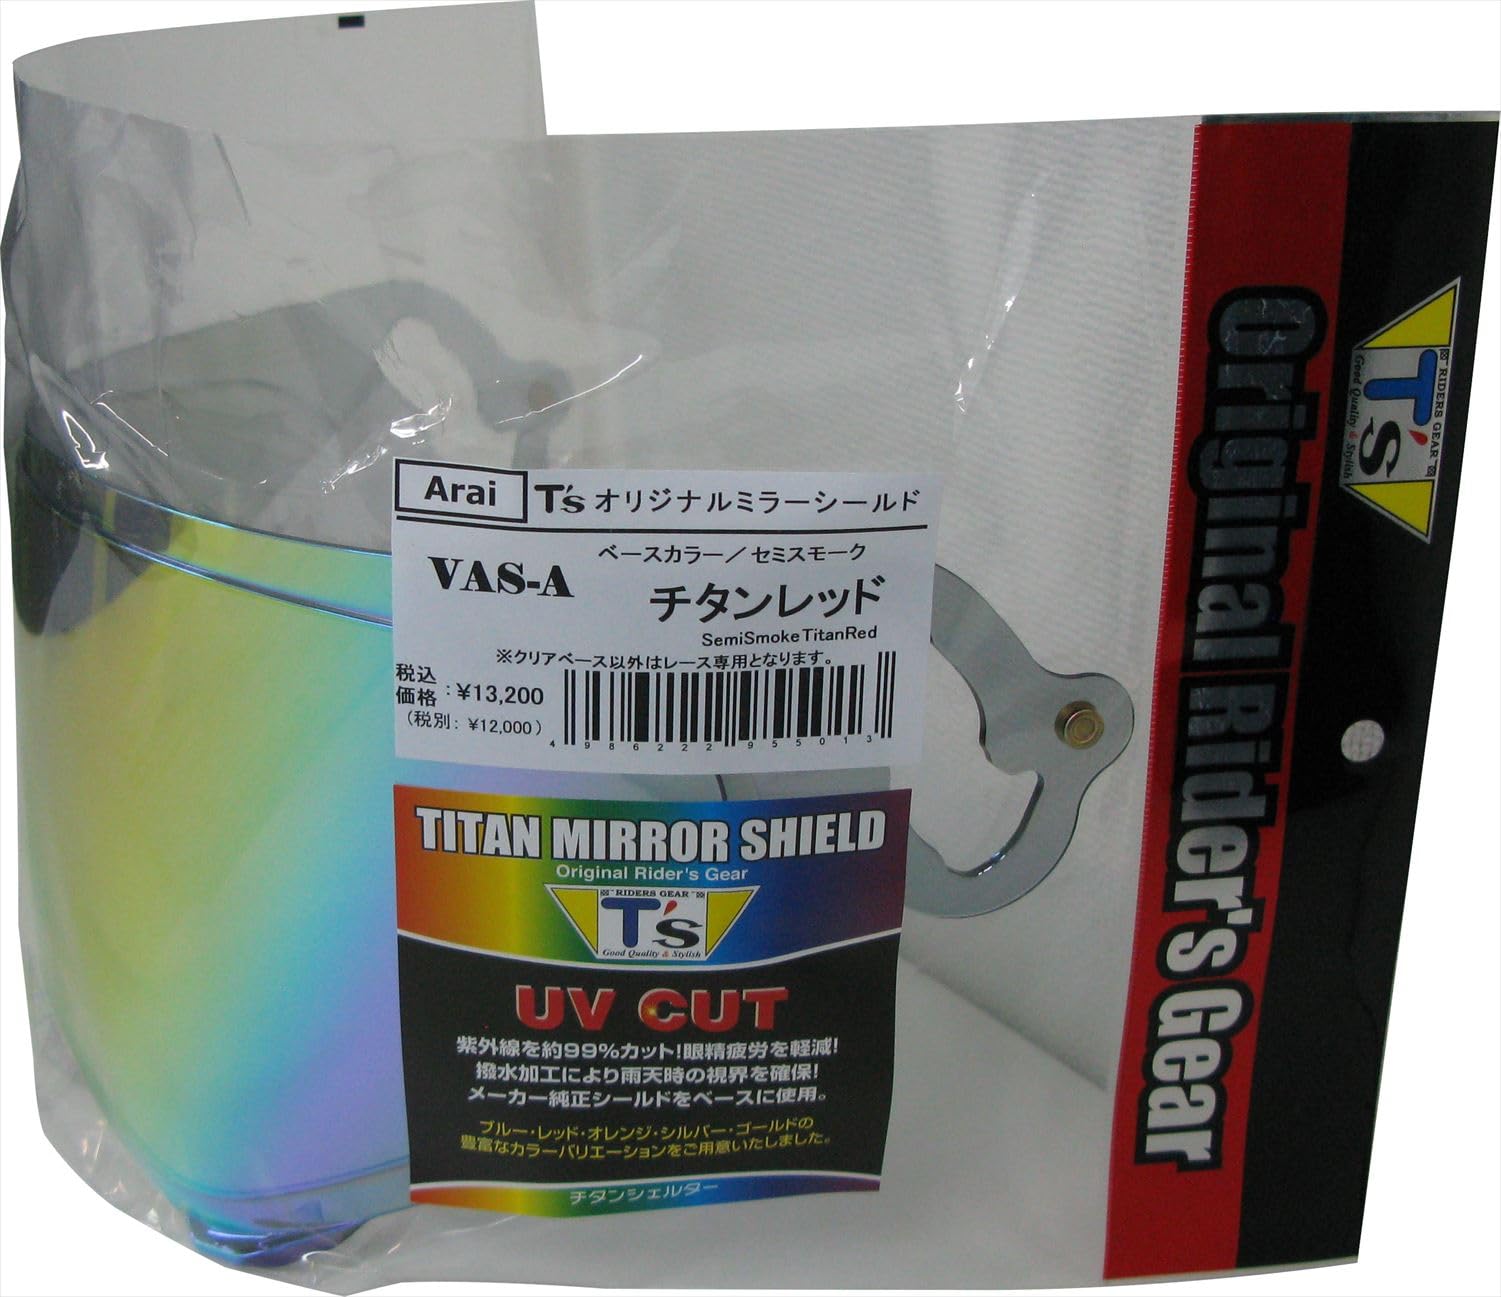 Arai T's オリジナルミラーシールド
ベースカラー／セミスモーク
VAS-A チタンレッド
SemiSmoke TitanRed
※クリアベース以外はレース専用となります。
税込
価格 : ¥13,200
（税別: ¥12,000）
4 986222 955013
TITAN MIRROR SHIELD
Original Rider's Gear
RIDERS GEAR
T's
Good Quality & Stylish
UV CUT
紫外線を約99%カット!眼精疲労を軽減!
撥水加工により雨天時の視界を確保!
メーカー純正シールドをベースに使用。
ブルー・レッド・オレンジ・シルバー・ゴールドの
豊富なカラーバリエーションをご用意いたしました。
チタンシェルター
RIDERS GEAR
T's
Good Quality & Stylish
Original Rider's Gear